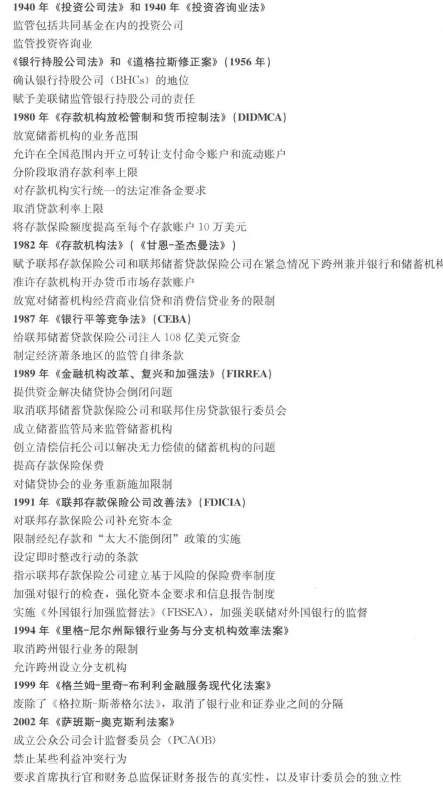 1940 年《投资公司法》和 1940 年《投资咨询业法》
监管包括共同基金在内的投资公司
监管投资咨询业
《银行持股公司法》和《道格拉斯修正案》(1956 年)
确认银行持股公司(BHCs)的地位
赋予美联储监管银行持股公司的责任
1980 年《存款机构放松管制和货币控制法》(DIDMCA)
放宽储蓄机构的业务范围
允许在全国范围内开立可转让支付命令账户和流动账户
分阶段取消存款利率上限
对存款机构实行统一的法定准备金要求
取消贷款利率上限
将存款保险额度提高至每个存款账户 10 万美元
1982 年《存款机构法》(《甘恩-圣杰曼法》)
赋予联邦存款保险公司和联邦储蓄贷款保险公司在紧急情况下跨州兼并银行和储蓄机构
准许存款机构开办货币市场存款账户
放宽对储蓄机构经营商业信贷和消费信贷业务的限制
1987 年《银行平等竞争法》(CEBA)
给联邦储蓄贷款保险公司注入 108 亿美元资金
制定经济萧条地区的监管自律条款
1989 年《金融机构改革、复兴和加强法》(FIRREA)
提供资金解决储贷协会倒闭问题
取消联邦储蓄贷款保险公司和联邦住房贷款银行委员会
成立储蓄监管局来监管储蓄机构
创立清偿信托公司以解决无力偿债的储蓄机构的问题
提高存款保险保费
对储贷协会的业务重新施加限制
1991 年《联邦存款保险公司改善法》(FDICIA)
对联邦存款保险公司补充资本金
限制经纪存款和“太大不能倒闭”政策的实施
设定即时整改行动的条款
指示联邦存款保险公司建立基于风险的保险费率制度
加强对银行的检查，强化资本金要求和信息报告制度
实施《外国银行加强监督法》(FBSEA)，加强美联储对外国银行的监督
1994 年《里格-尼尔州际银行业务与分支机构效率法案》
取消跨州银行业务的限制
允许跨州设立分支机构
1999 年《格兰姆-里奇-布利利金融服务现代化法案》
废除了《格拉斯-斯蒂格尔法》，取消了银行业和证券业之间的分隔
2002 年《萨班斯-奥克斯利法案》
成立公众公司会计监督委员会(PCAOB)
禁止某些利益冲突行为
要求首席执行官和财务总监保证财务报告的真实性，以及审计委员会的独立性